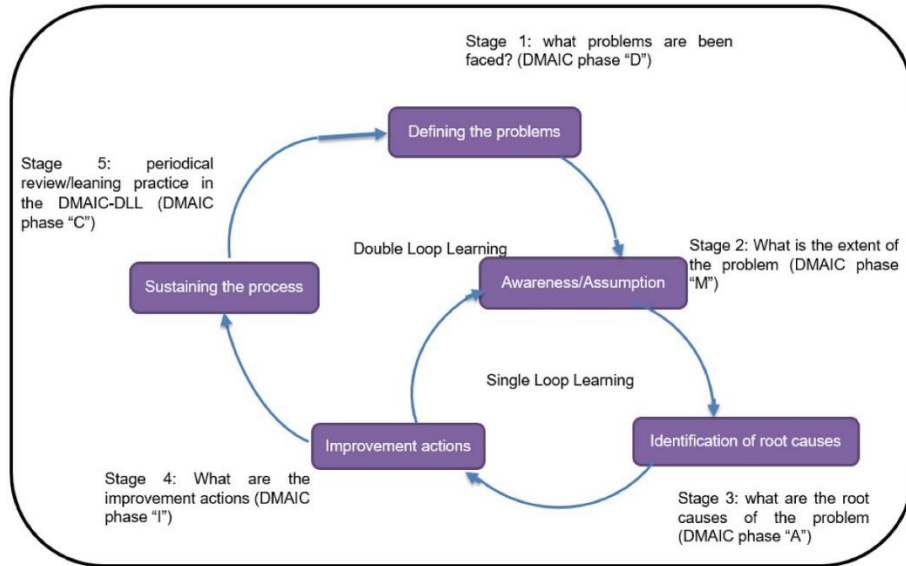 Stage 1: what problems are been
faced? (DMAIC phase “D”)
Defining the problems
Stage 5: periodical
review/leaning practice in
the DMAIC-DLL (DMAIC
phase “C”)
Double Loop Learning
Stage 2: What is the extent of
the problem (DMAIC phase
“M”)
Awareness/Assumption
Sustaining the process
Single Loop Learning
Improvement actions
Identification of root causes
Stage 4: What are the
improvement actions (DMAIC
phase “I”)
Stage 3: what are the root
causes of the problem
(DMAIC phase “A”)